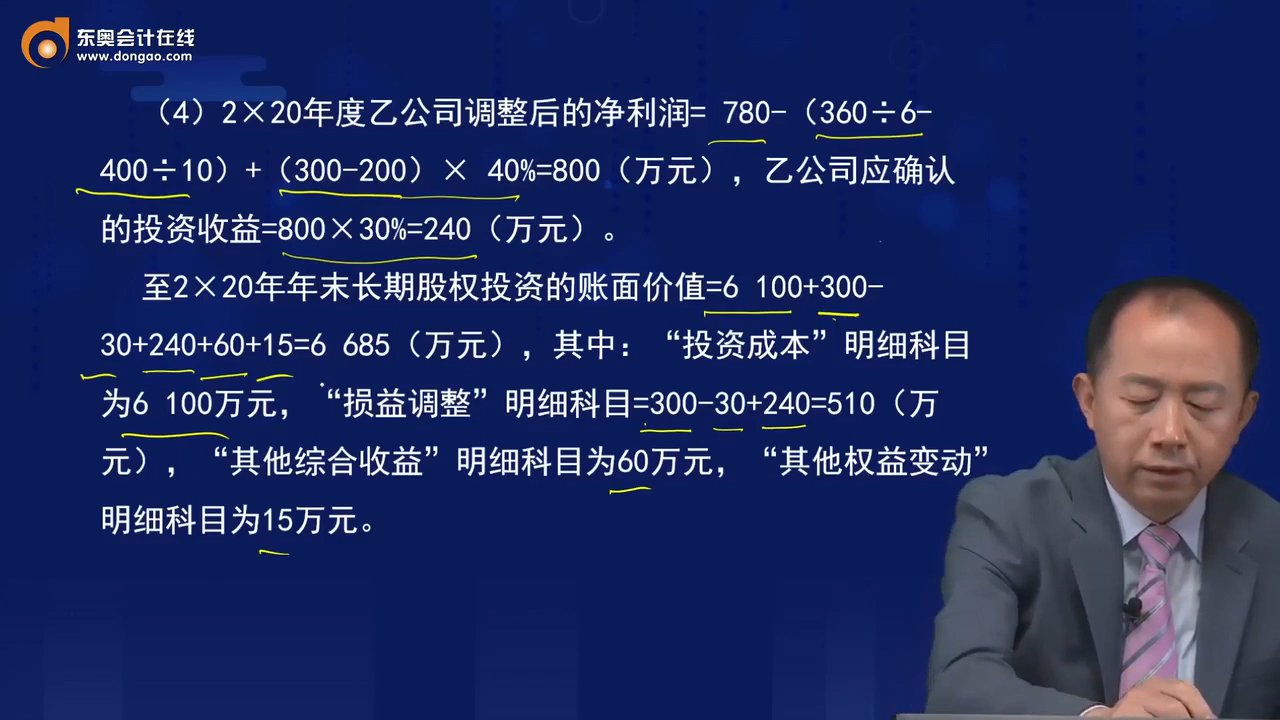 东奥会计在线
www.dongao.com
（4）2×20年度乙公司调整后的净利润= 780-（360÷6-
400÷10）+（300-200）× 40%=800（万元），乙公司应确认
的投资收益=800×30%=240（万元）。
至2×20年年末长期股权投资的账面价值=6 100+300-
30+240+60+15=6 685（万元），其中：“投资成本”明细科目
为6 100万元，“损益调整”明细科目=300-30+240=510（万
元），“其他综合收益”明细科目为60万元，“其他权益变动”
明细科目为15万元。